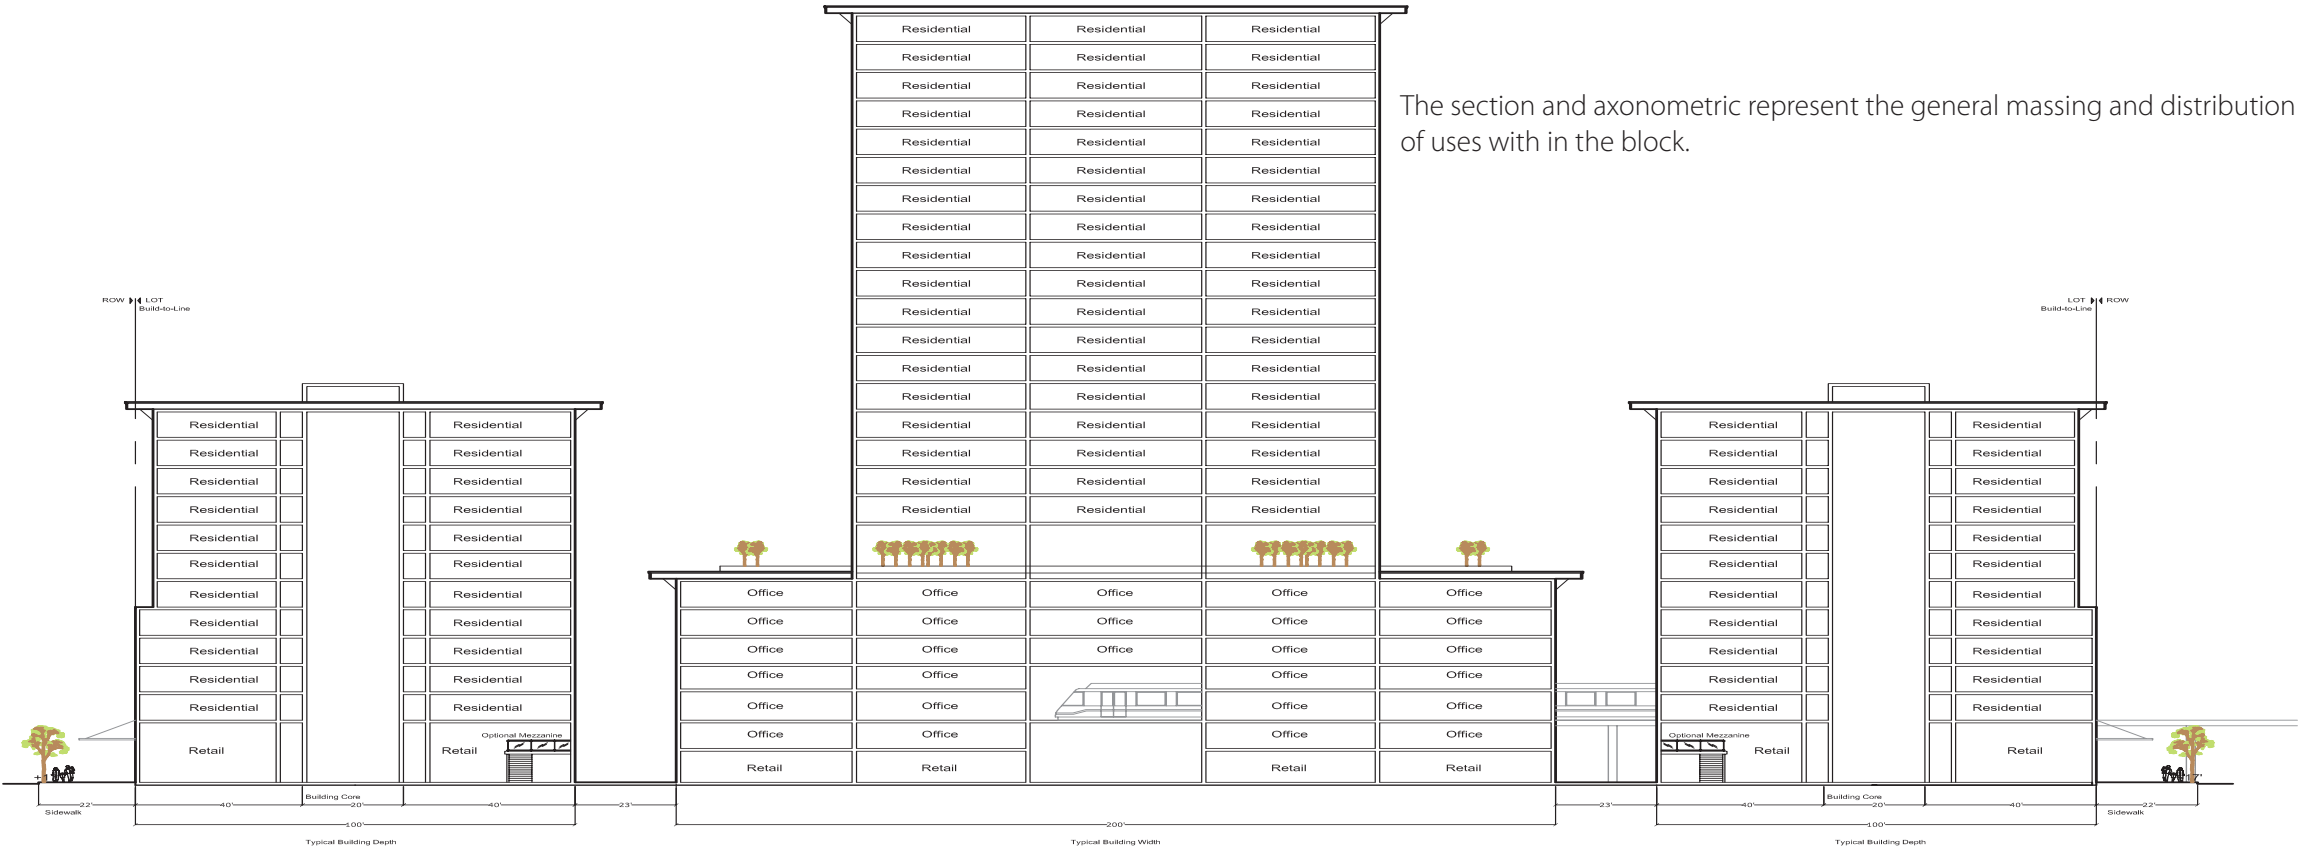 Residential Residential Residential
Residential Residential Residential
Residential Residential Residential
The section and axonometric represent the general massing and distribution
of uses with in the block.
Residential Residential Residential
Residential Residential Residential
Residential Residential Residential
Residential Residential Residential
Residential Residential Residential
Residential Residential Residential
Residential Residential Residential
ROW LOT
Build-to-Line
LOT ROW
Build-to-Line
Residential Residential Residential
Residential Residential Residential
Residential Residential Residential
Residential Residential Residential
Residential Residential Residential Residential Residential Residential Residential
Residential Residential Residential Residential Residential Residential Residential
Residential Residential Residential Residential Residential Residential Residential
Residential Residential Residential Residential Residential Residential Residential
Residential Residential Residential Residential
Residential Residential Residential Residential
Residential Residential Office Office Office Office Office Residential Residential
Residential Residential Office Office Office Office Office Residential Residential
Residential Residential Office Office Office Office Office Residential Residential
Residential Residential Office Office Office Office Residential Residential
Residential Residential Office Office Office Office Residential Residential
Optional Mezzanine Office Office Office Office Optional Mezzanine
Retail Retail Retail Retail
Retail Retail Retail Retail
17'
Building Core Building Core
22' 40' 20' 40' 23' 23' 40' 20' 40' 22'
Sidewalk Sidewalk
100' 200' 100'
Typical Building Depth Typical Building Width Typical Building Depth